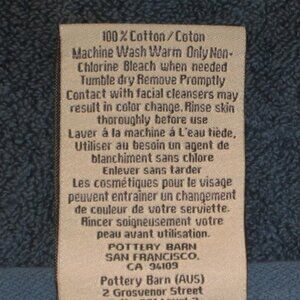 100% Cotton/Coton
Machine Wash Warm Only Non-
Chlorine Bleach when needed
Tumble dry Remove Promptly
Contact with facial cleansers may
result in color change. Rinse skin
thoroughly before use
Laver á la machine á L'eau tiède,
Utiliser au besoin un agent de
blanchiment sans chlore
Enlever sans tarder
Les cosmétiques pour le visage
peuvent entraîner un changement
de couleur de votre serviette.
Rincer soigneusement votre
peau avant utilisation.
POTTERY BARN
SAN FRANCISCO,
CA 94109
Pottery Barn (AUS)
2 Grosvenor Street